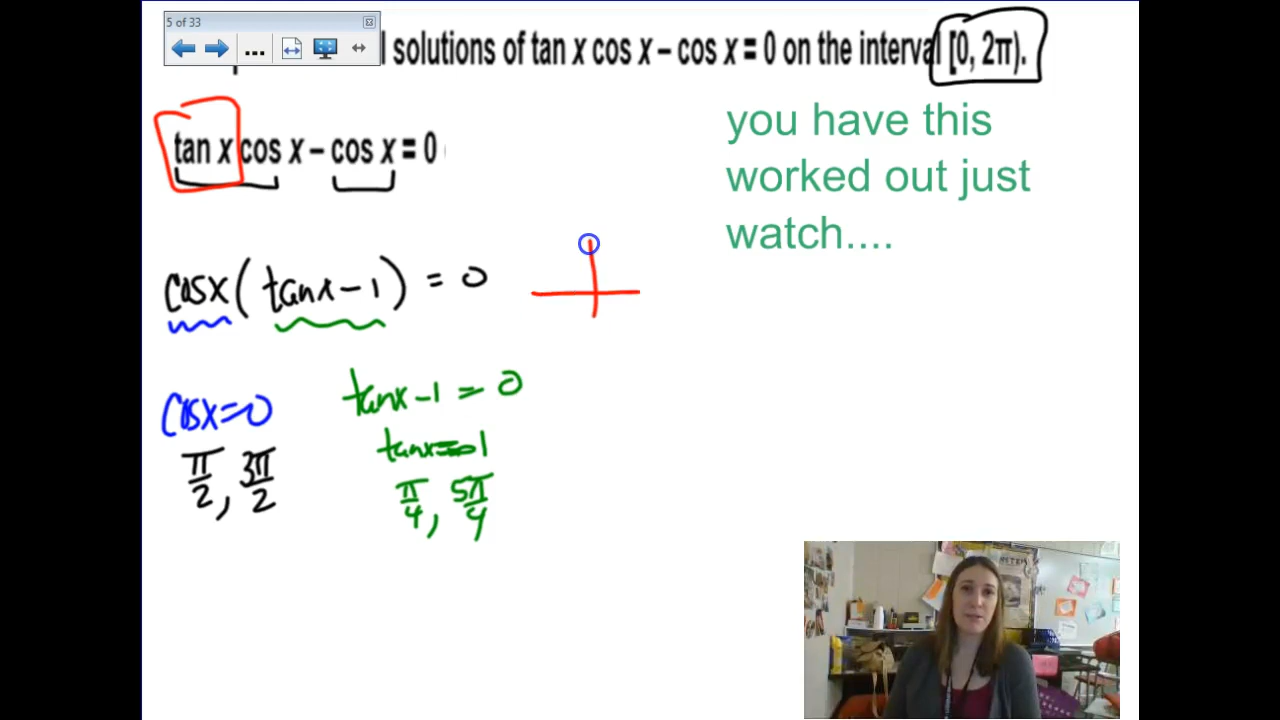 5 of 33
l solutions of tan x cos x – cos x = 0 on the interval [0, 2π).
tan x cos x – cos x = 0
you have this
worked out just
watch....
cosx(tanx-1) = 0
cosx=0
π/2, 3π/2
tanx-1=0
tanx=1
π/4, 5π/4